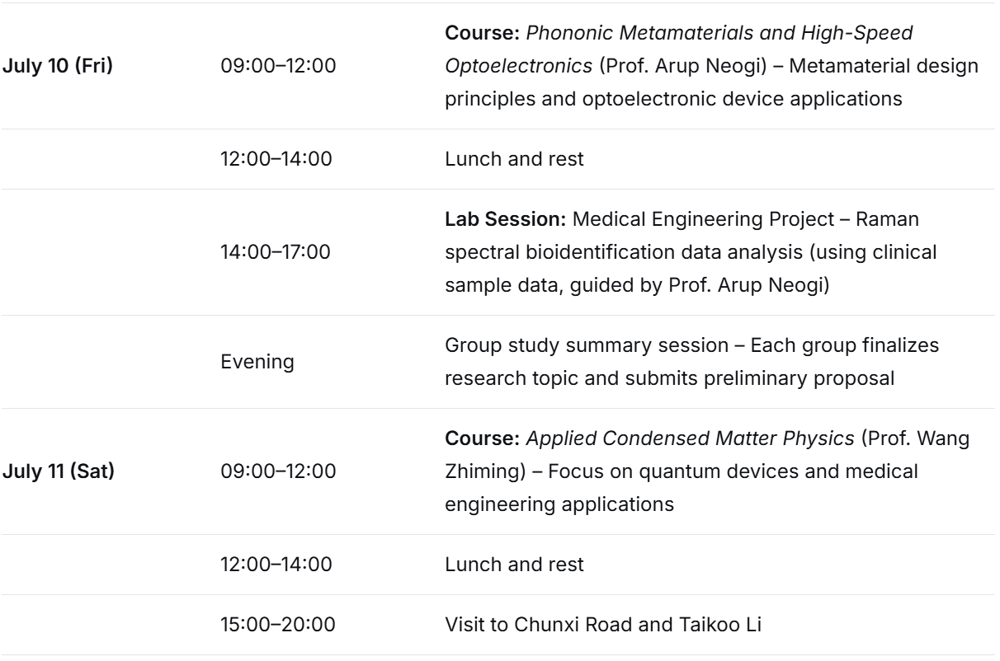 Course: Phononic Metamaterials and High-Speed
July 10 (Fri) 09:00–12:00 Optoelectronics (Prof. Arup Neogi) – Metamaterial design
principles and optoelectronic device applications
12:00–14:00 Lunch and rest
Lab Session: Medical Engineering Project – Raman
14:00–17:00 spectral bioidentification data analysis (using clinical
sample data, guided by Prof. Arup Neogi)
Evening Group study summary session – Each group finalizes
research topic and submits preliminary proposal
Course: Applied Condensed Matter Physics (Prof. Wang
July 11 (Sat) 09:00–12:00 Zhiming) – Focus on quantum devices and medical
engineering applications
12:00–14:00 Lunch and rest
15:00–20:00 Visit to Chunxi Road and Taikoo Li